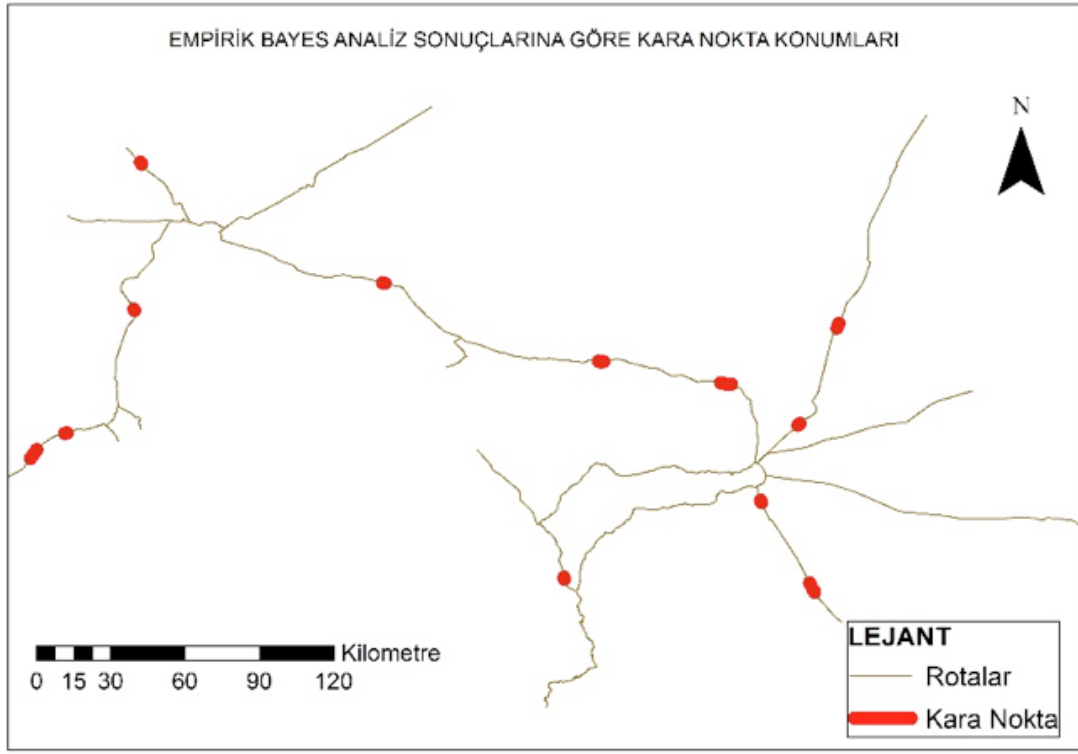 EMPİRİK BAYES ANALİZ SONUÇLARINA GÖRE KARA NOKTA KONUMLARI
N
Kilometre
0 15 30 60 90 120
LEJANT
Rotalar
Kara Nokta